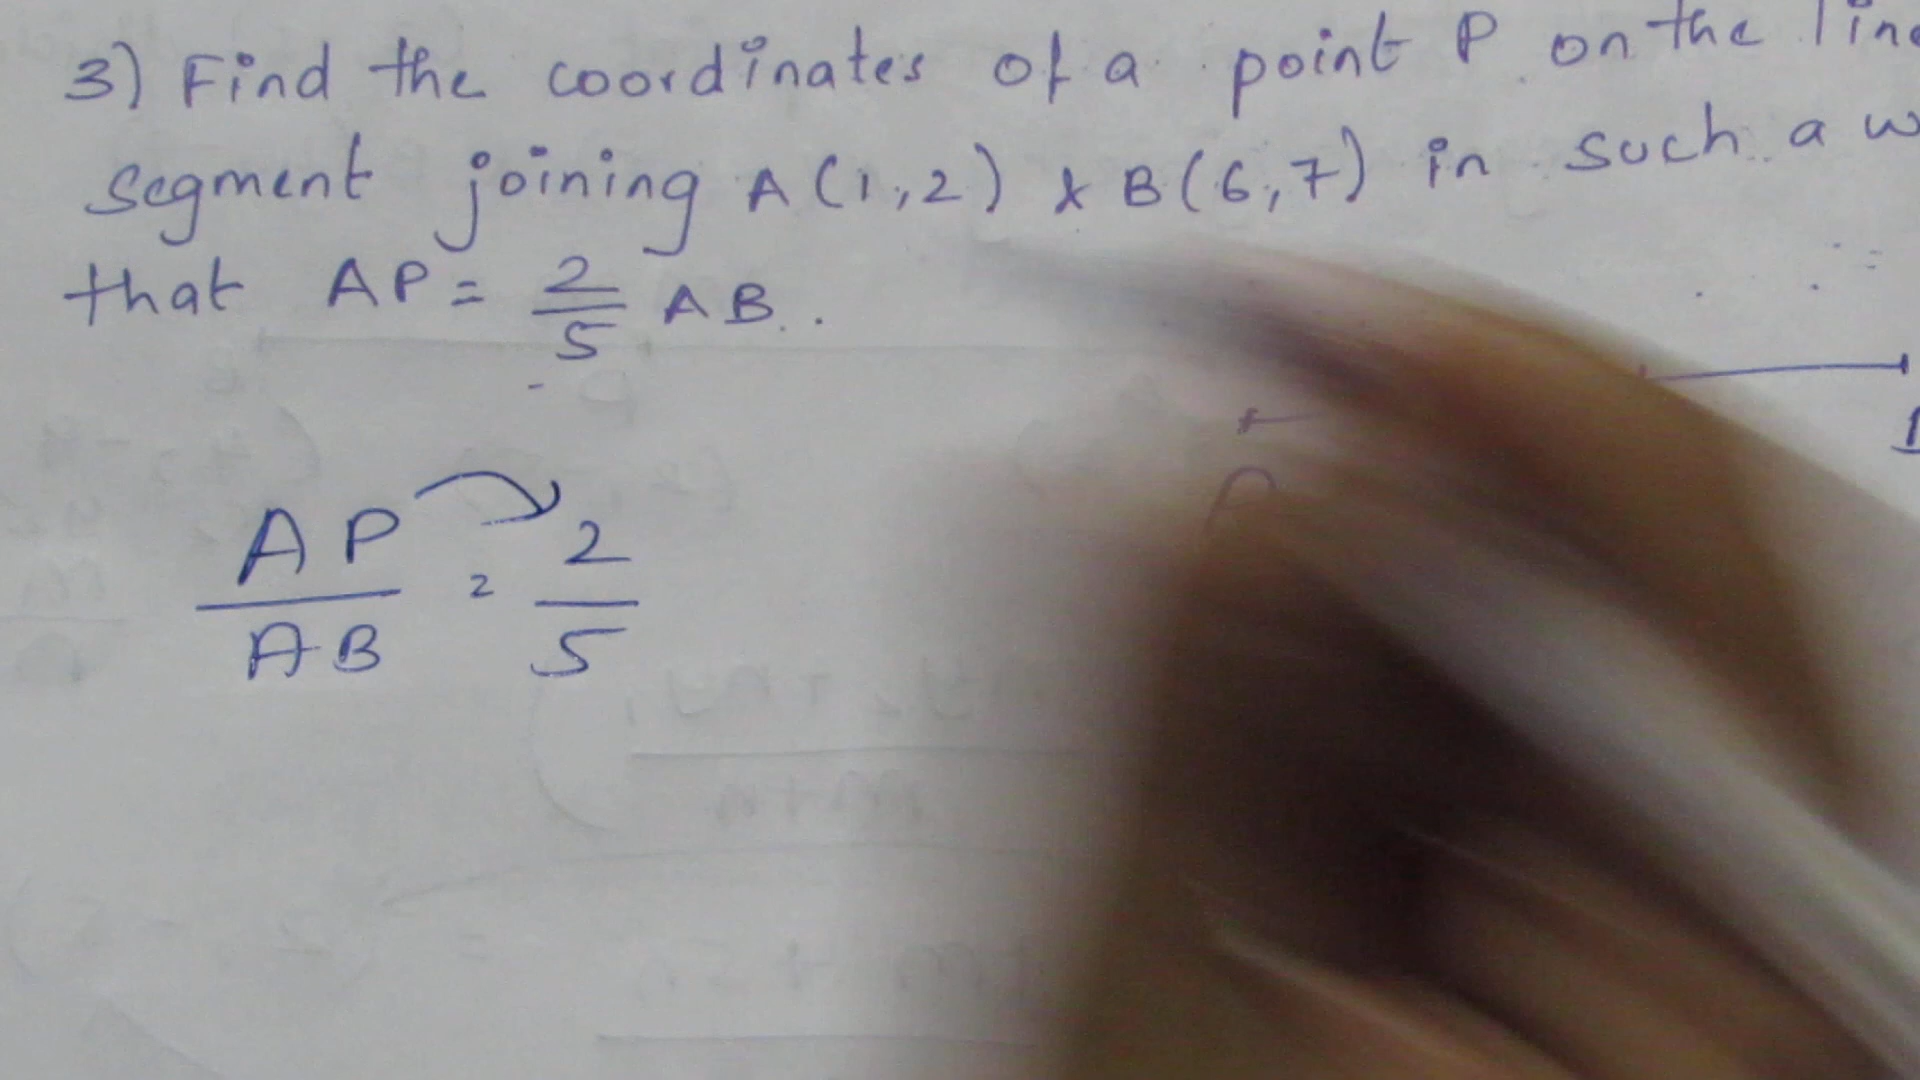 3) Find the coordinates of a point P on the line
segment joining A(1,2) & B(6,7) in such a w
that AP = 2/5 AB.
AP/AB = 2/5